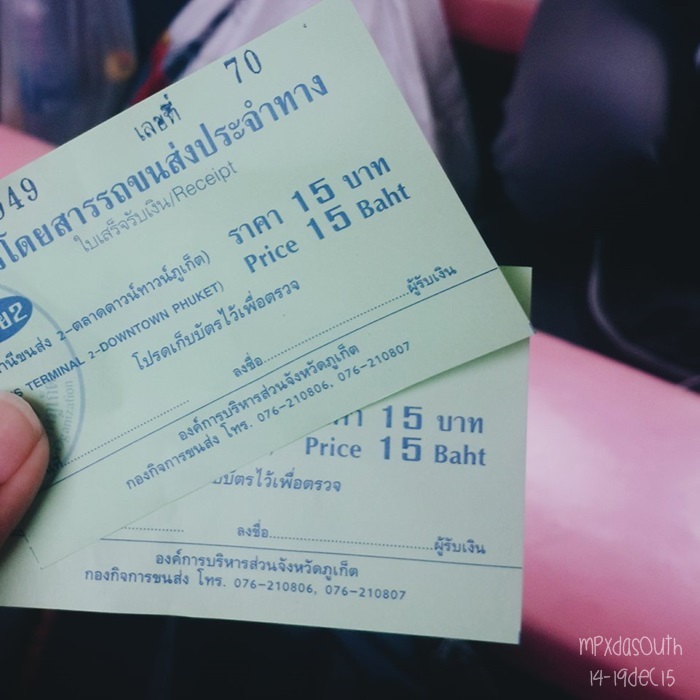 เลขที่ 70
049
โดยสารรถขนส่งประจำทาง
ใบเสร็จรับเงิน/Receipt
ราคา 15 บาท
Price 15 Baht
ขนส่ง 2-ตลาดดาวน์ทาวน์ภูเก็ต)
TERMINAL 2-DOWNTOWN PHUKET)
โปรดเก็บบัตรไว้เพื่อตรวจ
ลงชื่อ....................ผู้รับเงิน
องค์การบริหารส่วนจังหวัดภูเก็ต
กองกิจการขนส่ง โทร. 076-210806, 076-210807
15 บาท
Price 15 Baht
บัตรไว้เพื่อตรวจ
ลงชื่อ....................ผู้รับเงิน
องค์การบริหารส่วนจังหวัดภูเก็ต
กองกิจการขนส่ง โทร. 076-210806, 076-210807
mPxdasOuth
14-19deC15